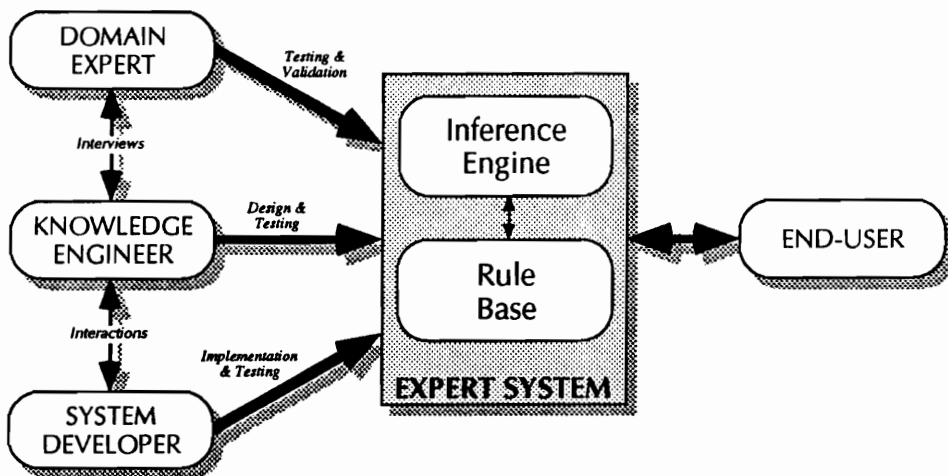 DOMAIN
EXPERT
Testing &
Validation
Inference
Engine
Interviews
KNOWLEDGE
ENGINEER
Design &
Testing
END-USER
Rule
Base
Interactions
Implementation
& Testing
EXPERT SYSTEM
SYSTEM
DEVELOPER